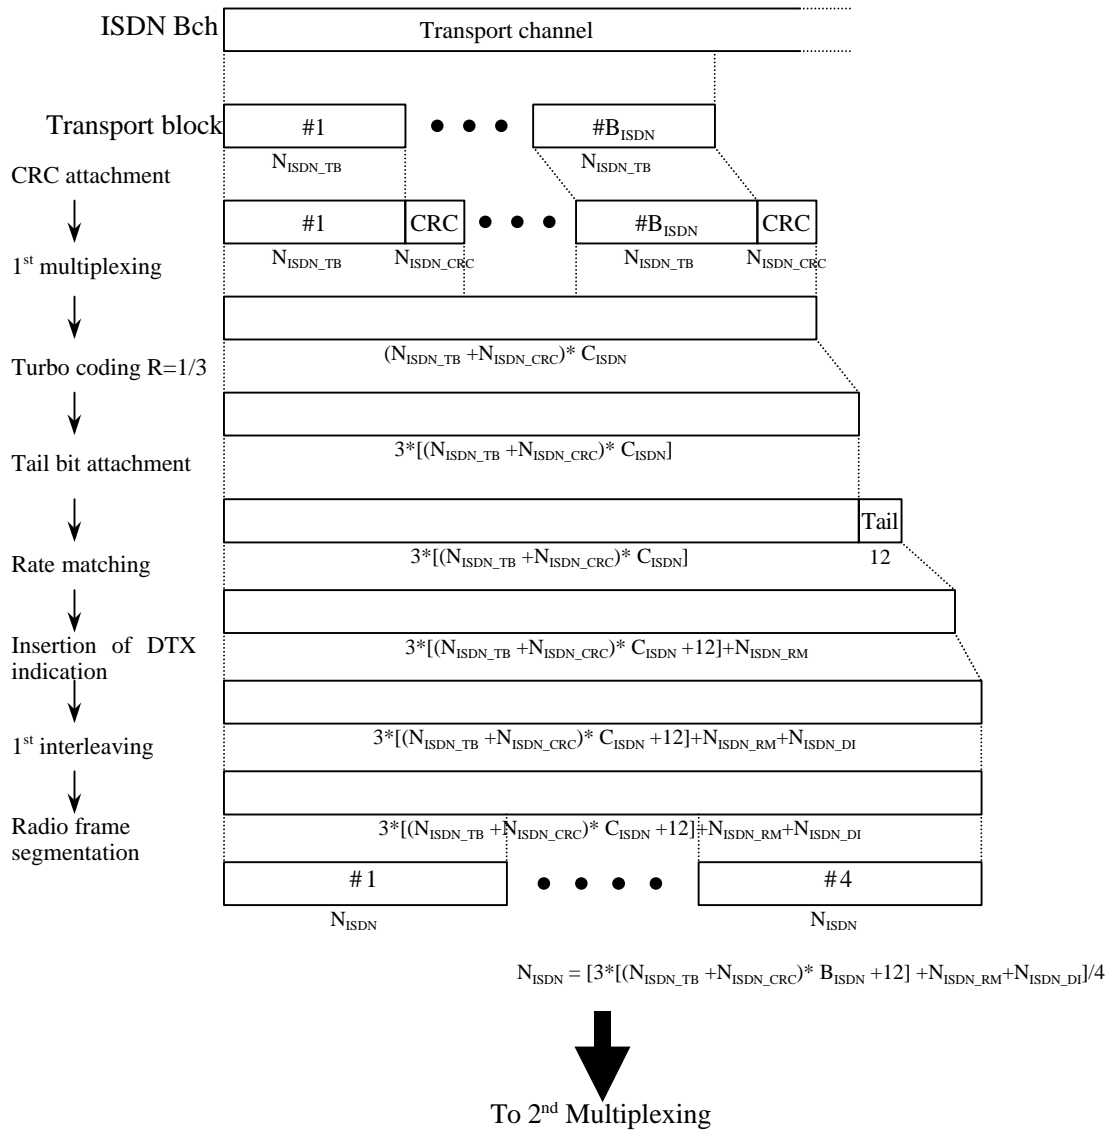 ISDN Bch
Transport channel
Transport block
#1
#B_ISDN
N_ISDN_TB
N_ISDN_TB
CRC attachment
#1
CRC
#B_ISDN
CRC
N_ISDN_TB
N_ISDN_CRC
N_ISDN_TB
N_ISDN_CRC
1st multiplexing
(N_ISDN_TB +N_ISDN_CRC)* C_ISDN
Turbo coding R=1/3
3*[(N_ISDN_TB +N_ISDN_CRC)* C_ISDN]
Tail bit attachment
Tail
3*[(N_ISDN_TB +N_ISDN_CRC)* C_ISDN]
12
Rate matching
Insertion of DTX
indication
3*[(N_ISDN_TB +N_ISDN_CRC)* C_ISDN +12]+N_ISDN_RM
1st interleaving
3*[(N_ISDN_TB +N_ISDN_CRC)* C_ISDN +12]+N_ISDN_RM+N_ISDN_DI
Radio frame
segmentation
3*[(N_ISDN_TB +N_ISDN_CRC)* C_ISDN +12]+N_ISDN_RM+N_ISDN_DI
#1
#4
N_ISDN
N_ISDN
N_ISDN = [3*[(N_ISDN_TB +N_ISDN_CRC)* B_ISDN +12] +N_ISDN_RM+N_ISDN_DI]/4
To 2nd Multiplexing